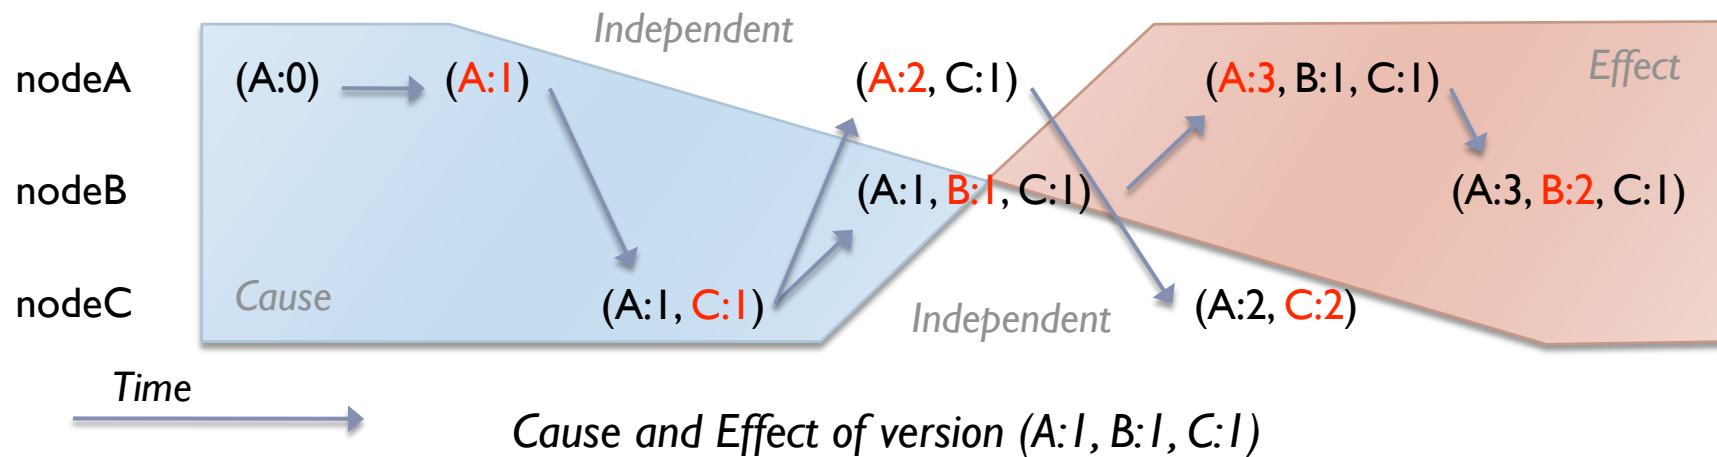 Independent
nodeA (A:0) (A:1) (A:2, C:1) (A:3, B:1, C:1) Effect
nodeB (A:1, B:1, C:1) (A:3, B:2, C:1)
nodeC Cause (A:1, C:1) Independent (A:2, C:2)
Time
Cause and Effect of version (A:1, B:1, C:1)